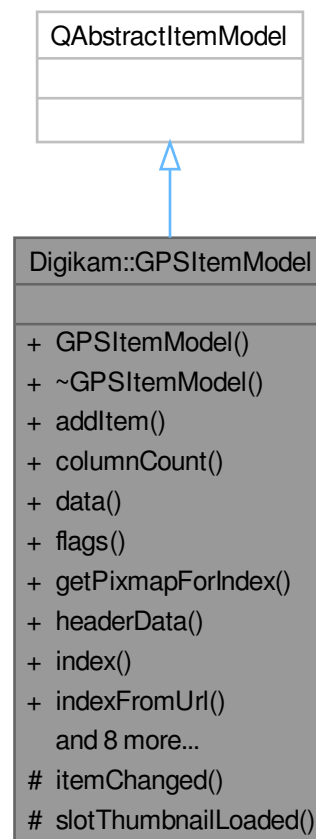 QAbstractItemModel
Digikam::GPSItemModel
+ GPSItemModel()
+ ~GPSItemModel()
+ addItem()
+ columnCount()
+ data()
+ flags()
+ getPixmapForIndex()
+ headerData()
+ index()
+ indexFromUrl()
and 8 more...
# itemChanged()
# slotThumbnailLoaded()